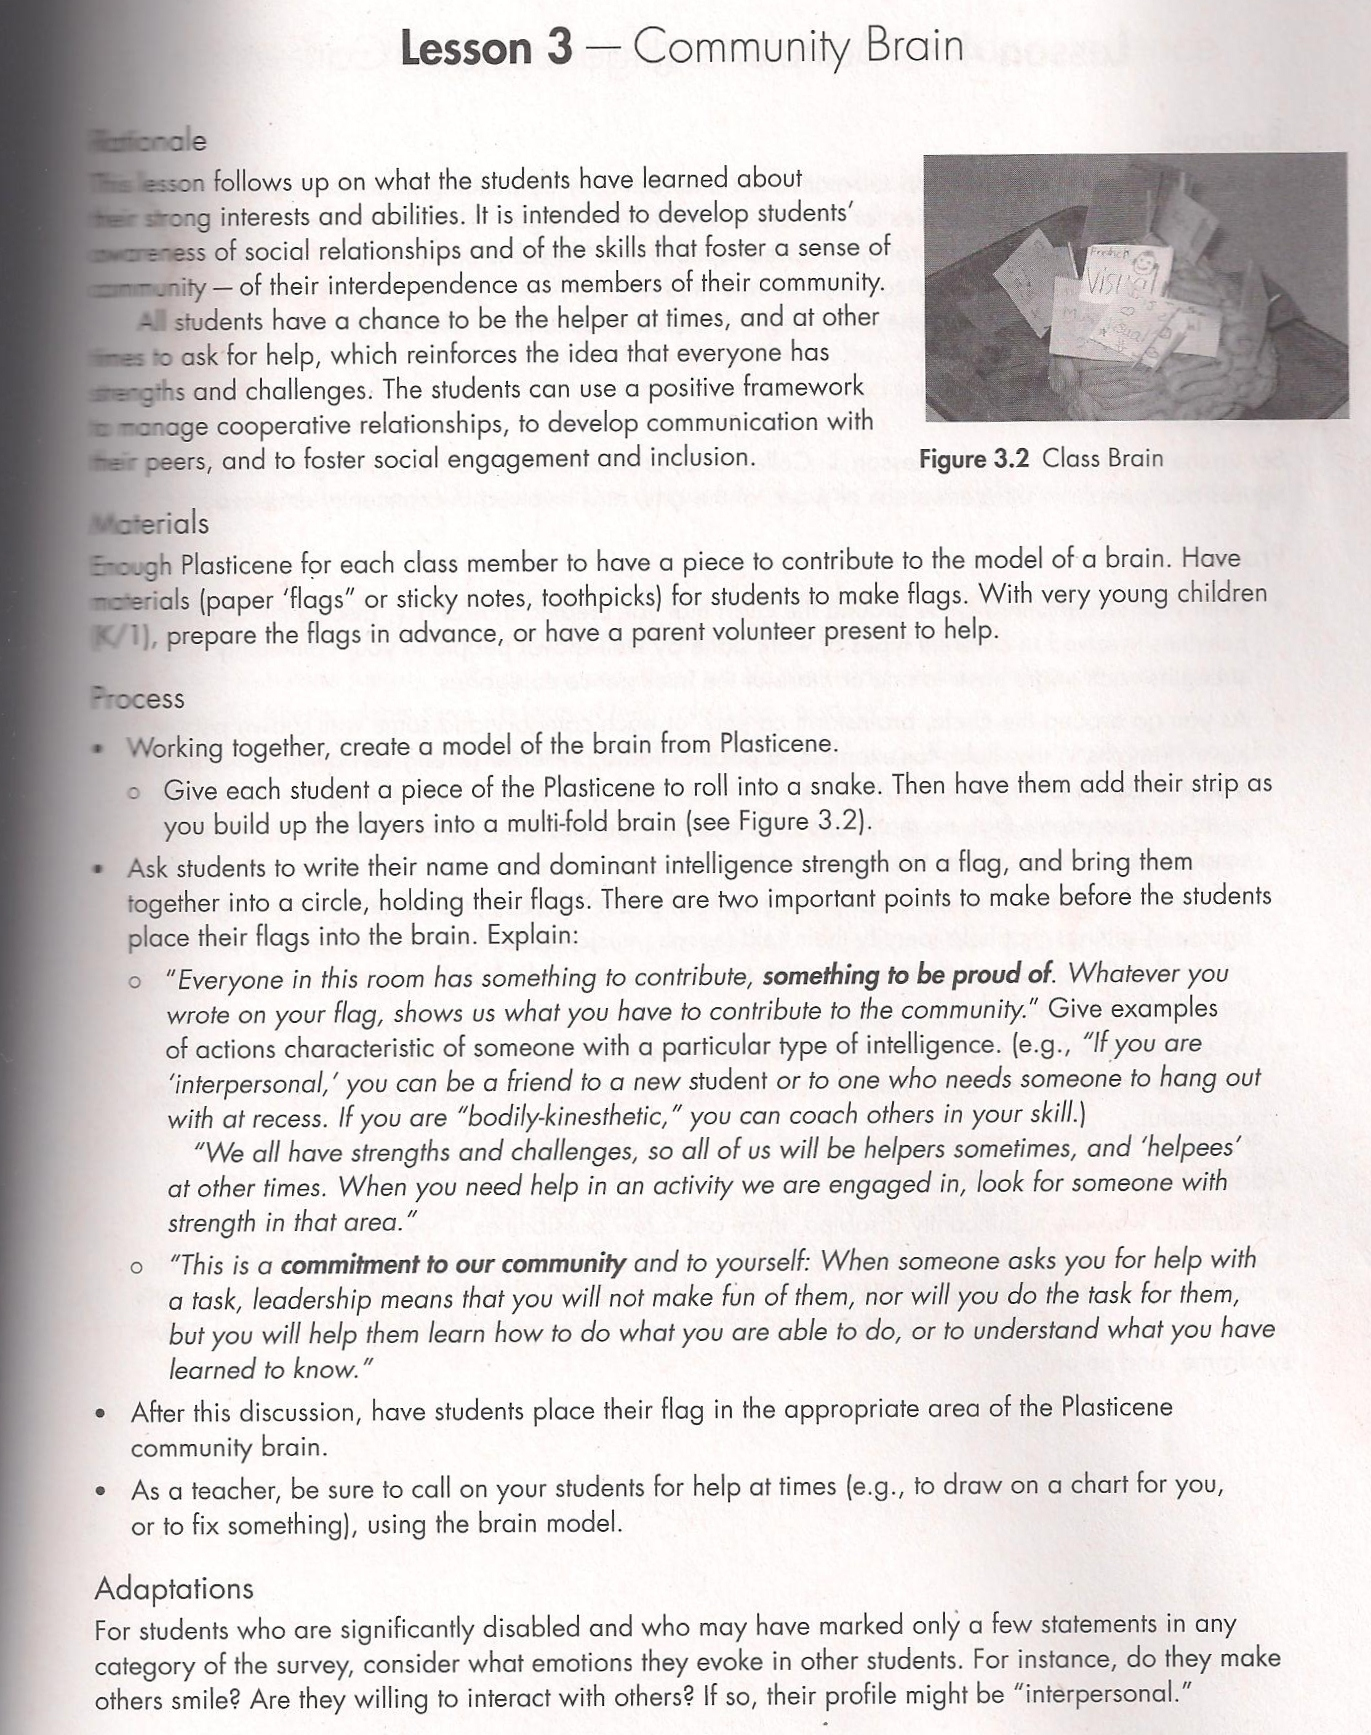 Lesson 3 — Community Brain
Rationale
This lesson follows up on what the students have learned about
their strong interests and abilities. It is intended to develop students'
awareness of social relationships and of the skills that foster a sense of
community — of their interdependence as members of their community.
All students have a chance to be the helper at times, and at other
times to ask for help, which reinforces the idea that everyone has
strengths and challenges. The students can use a positive framework
to manage cooperative relationships, to develop communication with
their peers, and to foster social engagement and inclusion.
VISUAL
Figure 3.2 Class Brain
Materials
Enough Plasticene for each class member to have a piece to contribute to the model of a brain. Have
materials (paper 'flags" or sticky notes, toothpicks) for students to make flags. With very young children
(K/1), prepare the flags in advance, or have a parent volunteer present to help.
Process
• Working together, create a model of the brain from Plasticene.
o Give each student a piece of the Plasticene to roll into a snake. Then have them add their strip as
you build up the layers into a multi-fold brain (see Figure 3.2).
• Ask students to write their name and dominant intelligence strength on a flag, and bring them
together into a circle, holding their flags. There are two important points to make before the students
place their flags into the brain. Explain:
o "Everyone in this room has something to contribute, something to be proud of. Whatever you
wrote on your flag, shows us what you have to contribute to the community." Give examples
of actions characteristic of someone with a particular type of intelligence. (e.g., "If you are
'interpersonal,' you can be a friend to a new student or to one who needs someone to hang out
with at recess. If you are "bodily-kinesthetic," you can coach others in your skill.)
"We all have strengths and challenges, so all of us will be helpers sometimes, and 'helpees'
at other times. When you need help in an activity we are engaged in, look for someone with
strength in that area."
o "This is a commitment to our community and to yourself: When someone asks you for help with
a task, leadership means that you will not make fun of them, nor will you do the task for them,
but you will help them learn how to do what you are able to do, or to understand what you have
learned to know."
• After this discussion, have students place their flag in the appropriate area of the Plasticene
community brain.
• As a teacher, be sure to call on your students for help at times (e.g., to draw on a chart for you,
or to fix something), using the brain model.
Adaptations
For students who are significantly disabled and who may have marked only a few statements in any
category of the survey, consider what emotions they evoke in other students. For instance, do they make
others smile? Are they willing to interact with others? If so, their profile might be "interpersonal."